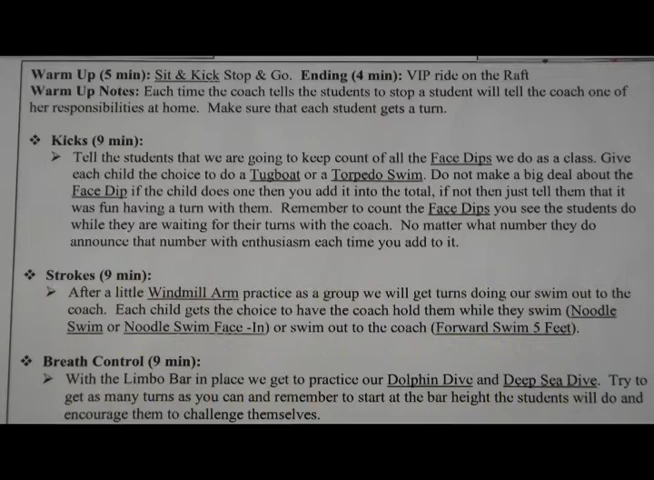 Warm Up (5 min): Sit & Kick Stop & Go. Ending (4 min): VIP ride on the Raft
Warm Up Notes: Each time the coach tells the students to stop a student will tell the coach one of
her responsibilities at home. Make sure that each student gets a turn.
❖ Kicks (9 min):
➤ Tell the students that we are going to keep count of all the Face Dips we do as a class. Give
each child the choice to do a Tugboat or a Torpedo Swim. Do not make a big deal about the
Face Dip if the child does one then you add it into the total, if not then just tell them that it
was fun having a turn with them. Remember to count the Face Dips you see the students do
while they are waiting for their turns with the coach. No matter what number they do
announce that number with enthusiasm each time you add to it.
❖ Strokes (9 min):
➤ After a little Windmill Arm practice as a group we will get turns doing our swim out to the
coach. Each child gets the choice to have the coach hold them while they swim (Noodle
Swim or Noodle Swim Face -In) or swim out to the coach (Forward Swim 5 Feet).
❖ Breath Control (9 min):
➤ With the Limbo Bar in place we get to practice our Dolphin Dive and Deep Sea Dive. Try to
get as many turns as you can and remember to start at the bar height the students will do and
encourage them to challenge themselves.